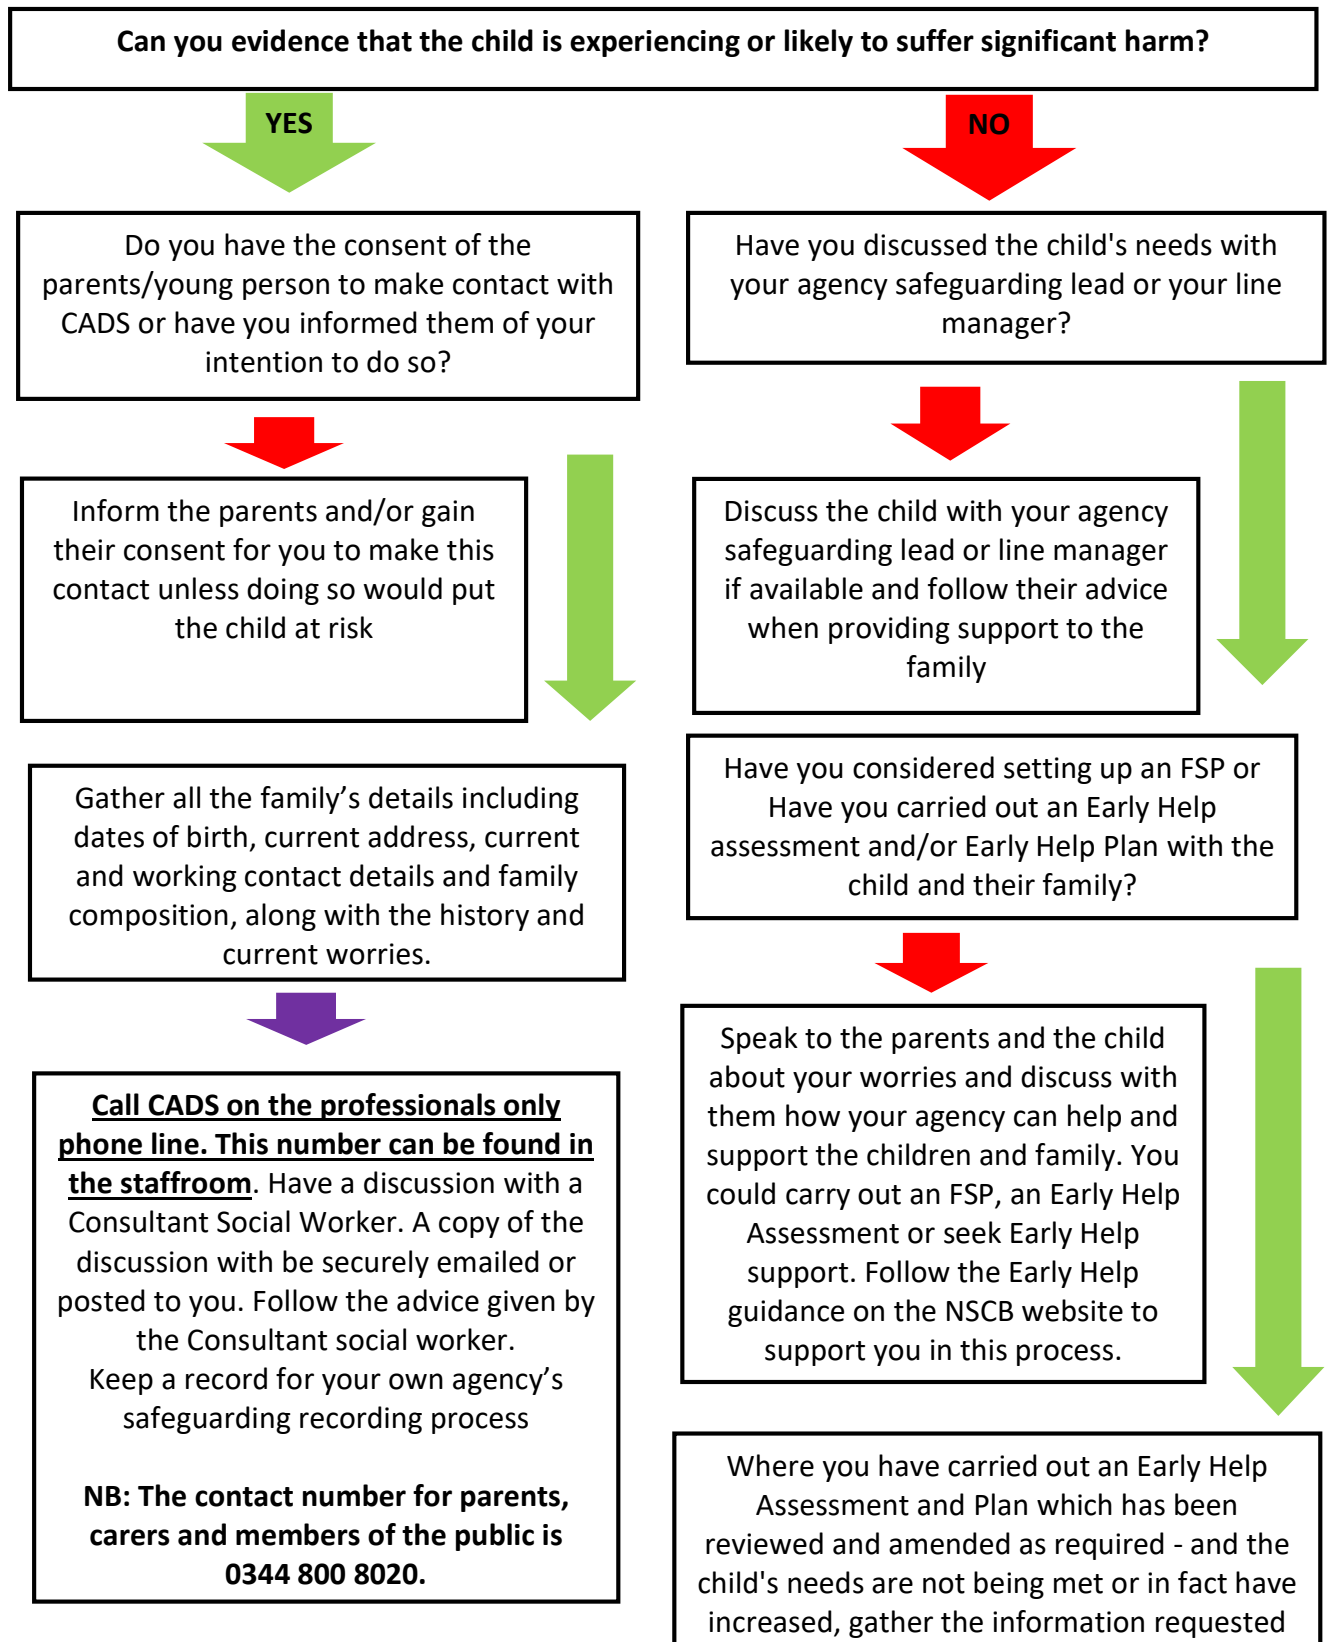 Can you evidence that the child is experiencing or likely to suffer significant harm?
YES
NO
Do you have the consent of the
parents/young person to make contact with
CADS or have you informed them of your
intention to do so?
Have you discussed the child's needs with
your agency safeguarding lead or your line
manager?
Inform the parents and/or gain
their consent for you to make this
contact unless doing so would put
the child at risk
Discuss the child with your agency
safeguarding lead or line manager
if available and follow their advice
when providing support to the
family
Gather all the family’s details including
dates of birth, current address, current
and working contact details and family
composition, along with the history and
current worries.
Have you considered setting up an FSP or
Have you carried out an Early Help
assessment and/or Early Help Plan with the
child and their family?
Call CADS on the professionals only
phone line. This number can be found in
the staffroom. Have a discussion with a
Consultant Social Worker. A copy of the
discussion with be securely emailed or
posted to you. Follow the advice given by
the Consultant social worker.
Keep a record for your own agency’s
safeguarding recording process
NB: The contact number for parents,
carers and members of the public is
0344 800 8020.
Speak to the parents and the child
about your worries and discuss with
them how your agency can help and
support the children and family. You
could carry out an FSP, an Early Help
Assessment or seek Early Help
support. Follow the Early Help
guidance on the NSCB website to
support you in this process.
Where you have carried out an Early Help
Assessment and Plan which has been
reviewed and amended as required - and the
child's needs are not being met or in fact have
increased, gather the information requested